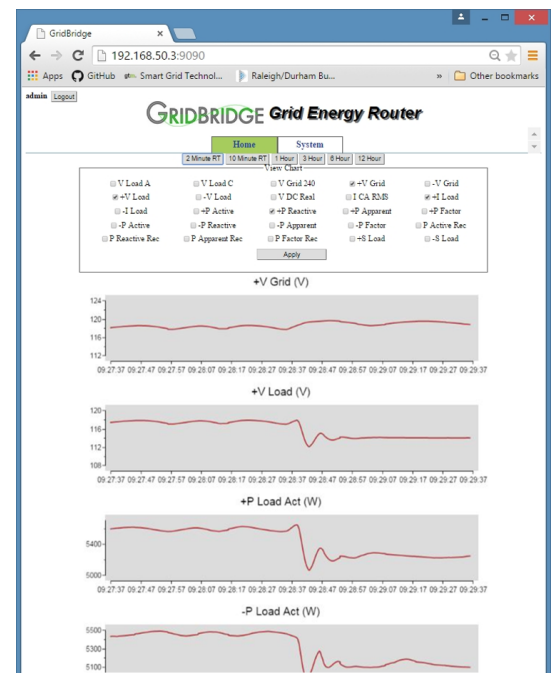 GridBridge
192.168.50.3:9090
Apps GitHub Smart Grid Technol... Raleigh/Durham Bu... » Other bookmarks
admin Logout
GRIDBRIDGE Grid Energy Router
Home System
2 Minute RT 10 Minute RT 1 Hour 3 Hour 6 Hour 12 Hour
View Chart
V Load A V Load C V Grid 240 +V Grid -V Grid
+V Load -V Load V DC Real I CA RMS +I Load
-I Load +P Active +P Reactive +P Apparent +P Factor
-P Active -P Reactive -P Apparent -P Factor P Active Rec
P Reactive Rec P Apparent Rec P Factor Rec +S Load -S Load
Apply
+V Grid (V)
124
120
116
112
09:27:37 09:27:47 09:27:57 09:28:07 09:28:17 09:28:27 09:28:37 09:28:47 09:28:57 09:29:07 09:29:17 09:29:27 09:29:37
+V Load (V)
120
116
112
108
09:27:37 09:27:47 09:27:57 09:28:07 09:28:17 09:28:27 09:28:37 09:28:47 09:28:57 09:29:07 09:29:17 09:29:27 09:29:37
+P Load Act (W)
5400
5000
09:27:37 09:27:47 09:27:57 09:28:07 09:28:17 09:28:27 09:28:37 09:28:47 09:28:57 09:29:07 09:29:17 09:29:27 09:29:37
-P Load Act (W)
5500
5300
5100